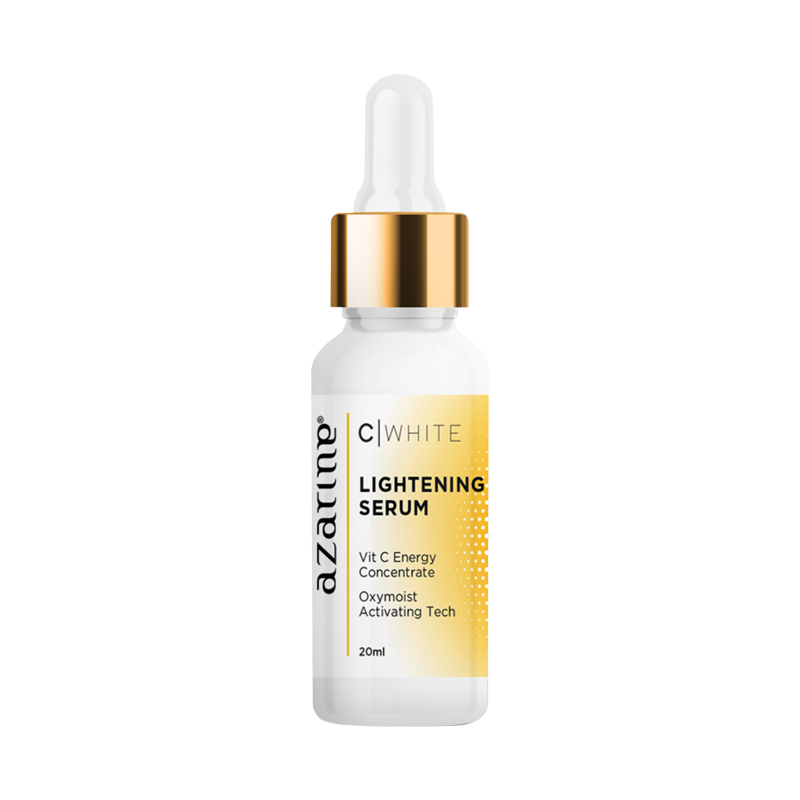 azarine®
C|WHITE
LIGHTENING
SERUM
Vit C Energy
Concentrate
Oxymoist
Activating Tech
20ml